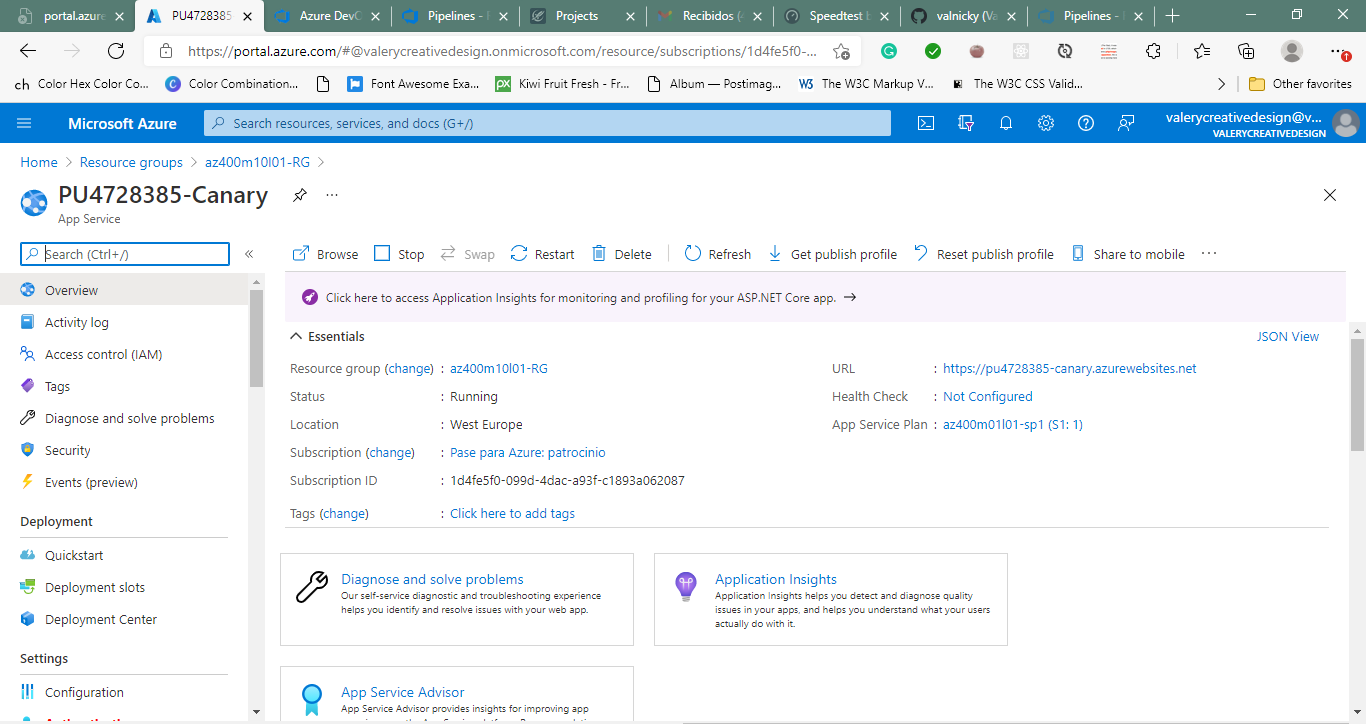 portal.azure
PU4728385
Azure DevO
Pipelines - P
Projects
Recibidos (4
Speedtest b
valnicky (Va
Pipelines - 
https://portal.azure.com/#@valerycreativedesign.onmicrosoft.com/resource/subscriptions/1d4fe5f0-...
ch Color Hex Color Co...
C Color Combination...
Font Awesome Exa...
px Kiwi Fruit Fresh - Fr...
Album — Postimag...
W3 The W3C Markup V...
The W3C CSS Valid...
Other favorites
Microsoft Azure
Search resources, services, and docs (G+/)
valerycreativedesign@v...
VALERYCREATIVEDESIGN
Home > Resource groups > az400m10l01-RG >
PU4728385-Canary
App Service
Search (Ctrl+/)
«
Browse
Stop
Swap
Restart
Delete
Refresh
Get publish profile
Reset publish profile
Share to mobile
Click here to access Application Insights for monitoring and profiling for your ASP.NET Core app. →
Essentials
JSON View
Resource group (change) : az400m10l01-RG
Status : Running
Location : West Europe
Subscription (change) : Pase para Azure: patrocinio
Subscription ID : 1d4fe5f0-099d-4dac-a93f-c1893a062087
Tags (change) : Click here to add tags
URL : https://pu4728385-canary.azurewebsites.net
Health Check : Not Configured
App Service Plan : az400m01l01-sp1 (S1: 1)
Overview
Activity log
Access control (IAM)
Tags
Diagnose and solve problems
Security
Events (preview)
Deployment
Quickstart
Deployment slots
Deployment Center
Settings
Configuration
Diagnose and solve problems
Our self-service diagnostic and troubleshooting experience
helps you identify and resolve issues with your web app.
Application Insights
Application Insights helps you detect and diagnose quality
issues in your apps, and helps you understand what your users
actually do with it.
App Service Advisor
App Service Advisor provides insights for improving app